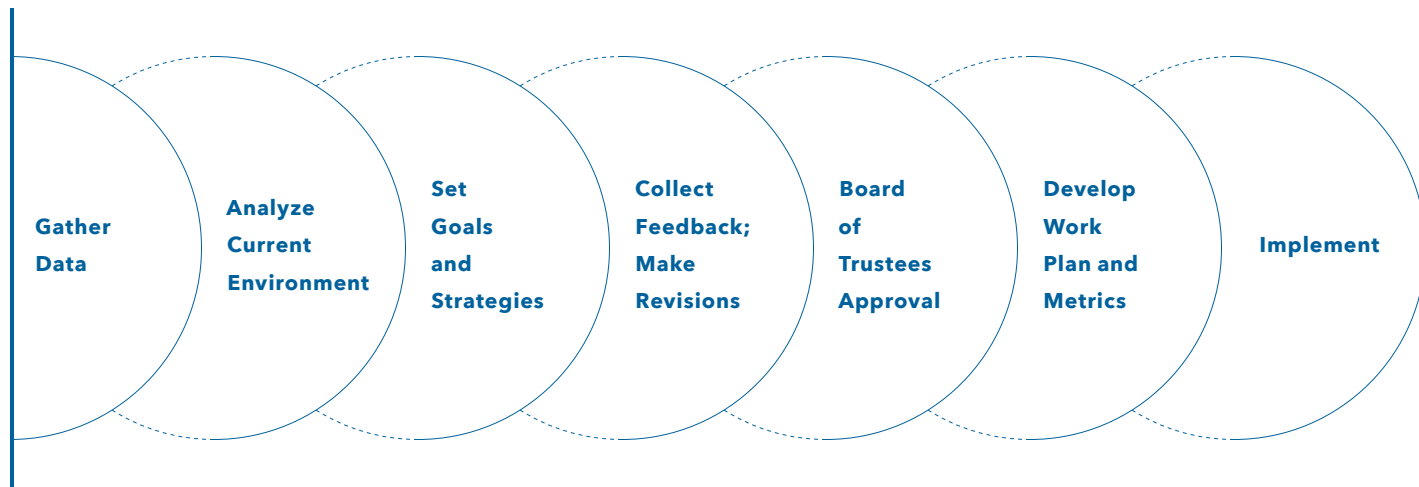 Gather
Data
Analyze
Current
Environment
Set
Goals
and
Strategies
Collect
Feedback;
Make
Revisions
Board
of
Trustees
Approval
Develop
Work
Plan and
Metrics
Implement